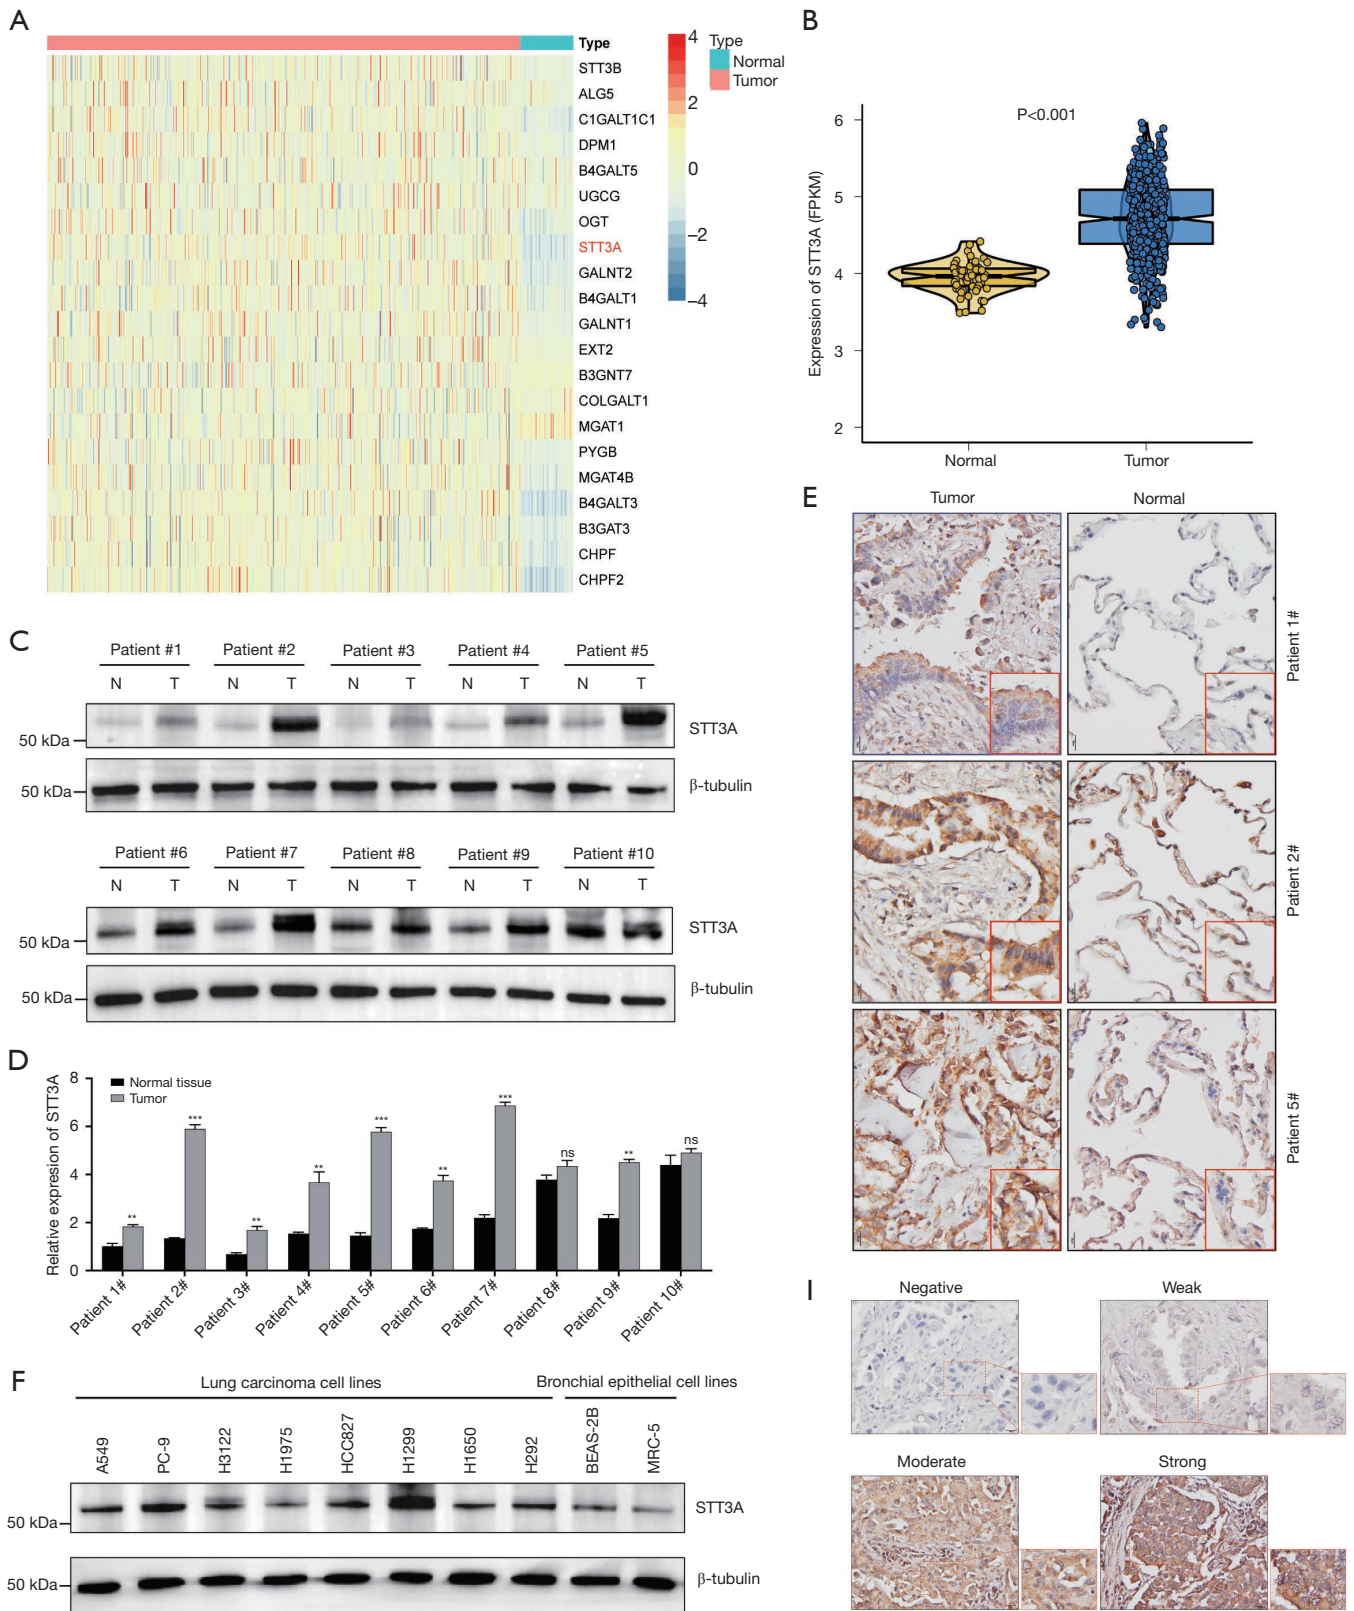 A
Type
STT3B
ALG5
C1GALT1C1
DPM1
B4GALT5
UGCG
OGT
STT3A
GALNT2
B4GALT1
GALNT1
EXT2
B3GNT7
COLGALT1
MGAT1
PYGB
MGAT4B
B4GALT3
B3GAT3
CHPF
CHPF2
4
2
0
−2
−4
Type
Normal
Tumor
B
P<0.001
Expression of STT3A (FPKM)
6
5
4
3
2
Normal Tumor
C
Patient #1 Patient #2 Patient #3 Patient #4 Patient #5
N T N T N T N T N T
STT3A
50 kDa
50 kDa
β-tubulin
Patient #6 Patient #7 Patient #8 Patient #9 Patient #10
N T N T N T N T N T
STT3A
50 kDa
50 kDa
β-tubulin
D
Relative expression of STT3A
8
6
4
2
0
Normal tissue
Tumor
** *** ** ** *** ** *** ns ** ns
Patient 1# Patient 2# Patient 3# Patient 4# Patient 5# Patient 6# Patient 7# Patient 8# Patient 9# Patient 10#
E
Tumor Normal
Patient 1#
Patient 2#
Patient 5#
F
Lung carcinoma cell lines Bronchial epithelial cell lines
A549 PC-9 H3122 H1975 HCC827 H1299 H1650 H292 BEAS-2B MRC-5
STT3A
50 kDa
50 kDa
β-tubulin
I
Negative Weak
Moderate Strong